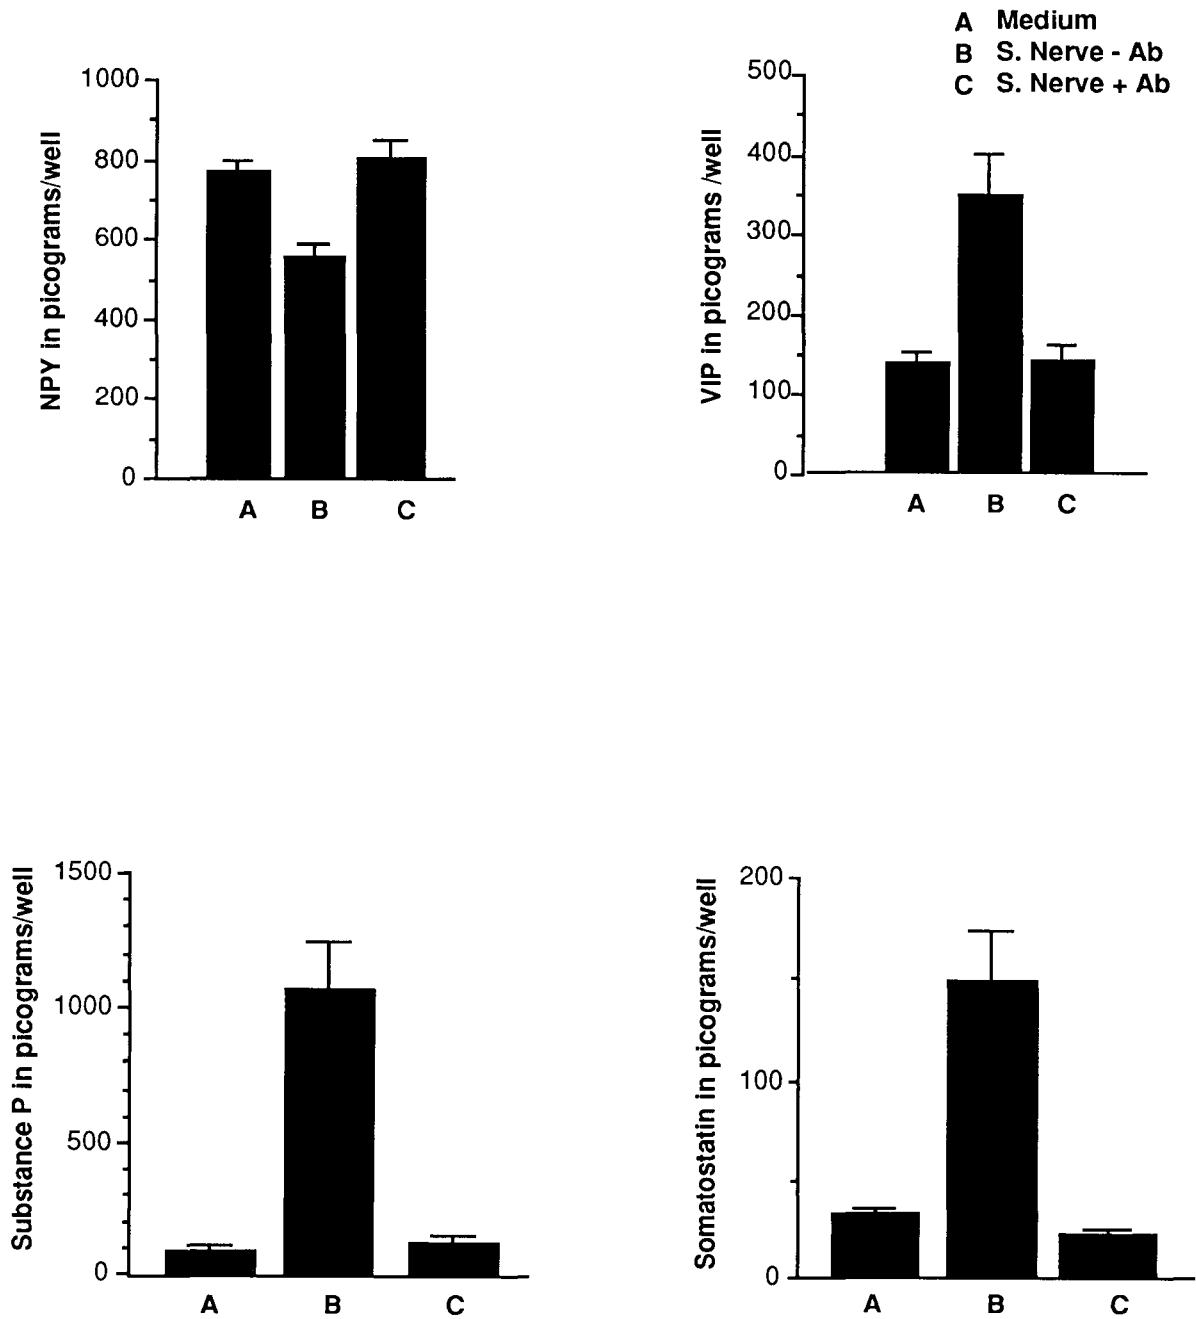 A Medium
B S. Nerve - Ab
C S. Nerve + Ab
NPY in picograms/well
1000
800
600
400
200
0
A B C
VIP in picograms /well
500
400
300
200
100
0
A B C
Substance P in picograms/well
1500
1000
500
0
A B C
Somatostatin in picograms/well
200
100
0
A B C